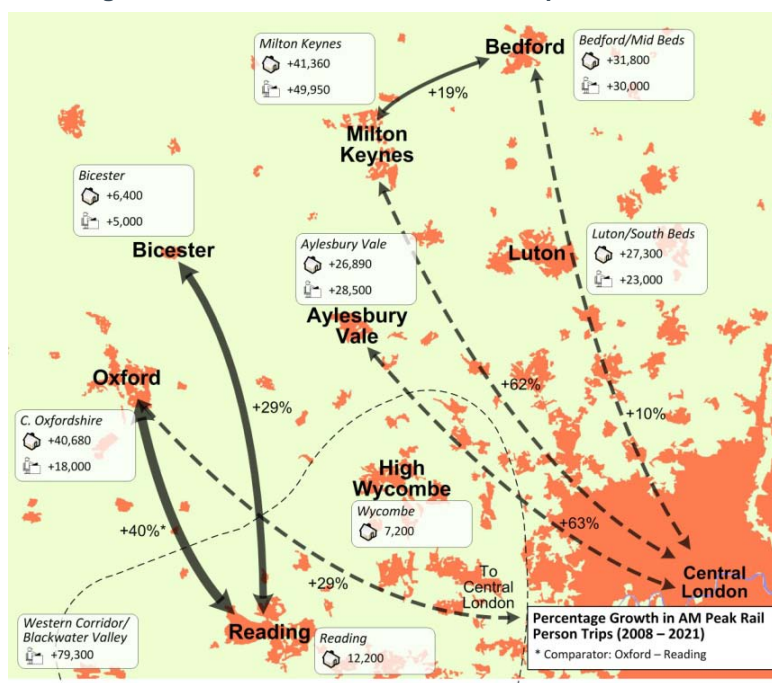 Bedford
Bedford/Mid Beds
+31,800
+30,000
Milton Keynes
+41,360
+49,950
+19%
Milton
Keynes
Bicester
+6,400
+5,000
Bicester
Aylesbury Vale
+26,890
+28,500
Aylesbury
Vale
Luton
Luton/South Beds
+27,300
+23,000
Oxford
C. Oxfordshire
+40,680
+18,000
+29%
+62%
+10%
High
Wycombe
Wycombe
7,200
+40%*
+63%
+29%
To
Central
London
Central
London
Western Corridor/
Blackwater Valley
+79,300
Reading
Reading
12,200
Percentage Growth in AM Peak Rail
Person Trips (2008 – 2021)
* Comparator: Oxford – Reading